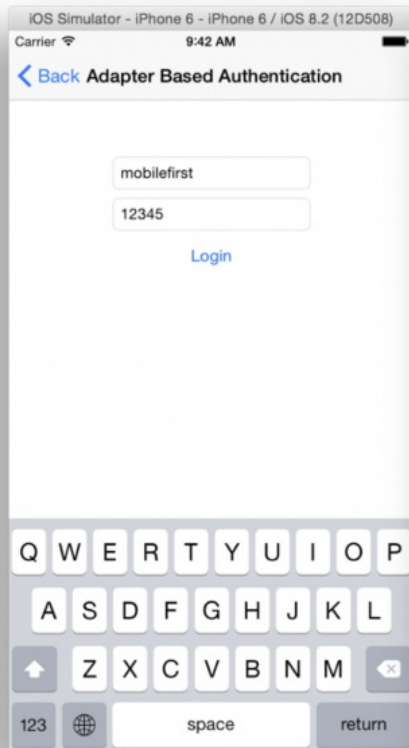 iOS Simulator - iPhone 6 - iPhone 6 / iOS 8.2 (12D508)
Carrier 9:42 AM
Back Adapter Based Authentication
mobilefirst
12345
Login
Q W E R T Y U I O P
A S D F G H J K L
Z X C V B N M
123 space return